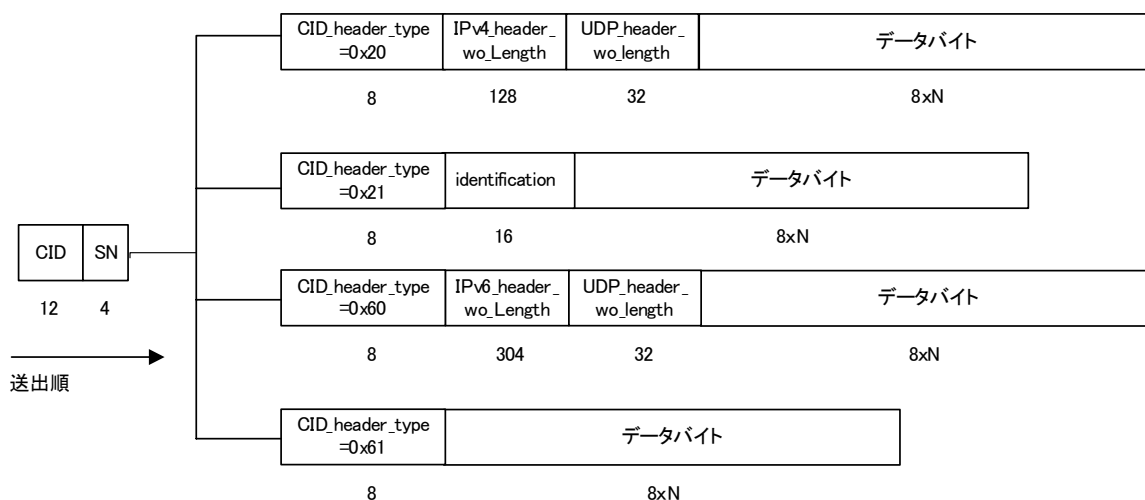 CID_header_type
=0x20
IPv4_header_
wo_Length
UDP_header_
wo_length
データバイト
8
128
32
8xN
CID_header_type
=0x21
identification
データバイト
8
16
8xN
CID
SN
12
4
送出順
CID_header_type
=0x60
IPv6_header_
wo_Length
UDP_header_
wo_length
データバイト
8
304
32
8xN
CID_header_type
=0x61
データバイト
8
8xN